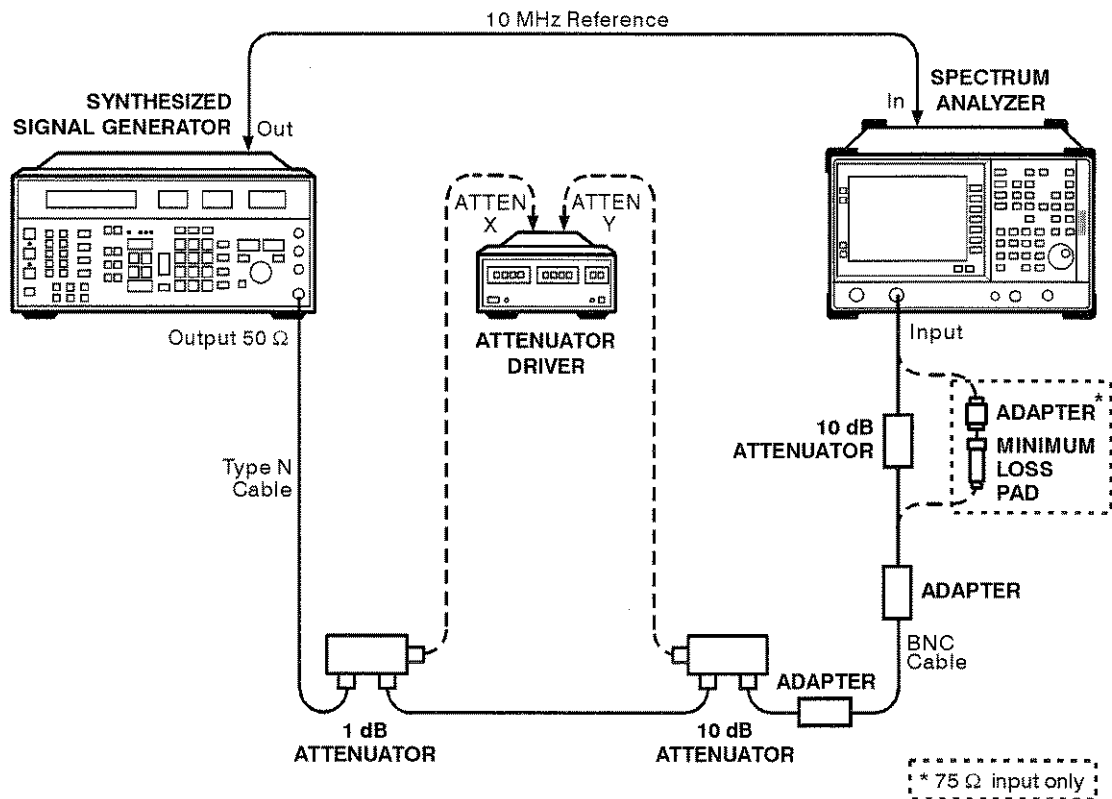 10 MHz Reference
SYNTHESIZED
SIGNAL GENERATOR
Out
SPECTRUM
ANALYZER
In
ATTEN
X
ATTEN
Y
ATTENUATOR
DRIVER
Output 50 Ω
Input
10 dB
ATTENUATOR
ADAPTER*
MINIMUM
LOSS
PAD
Type N
Cable
ADAPTER
BNC
Cable
ADAPTER
1 dB
ATTENUATOR
10 dB
ATTENUATOR
* 75 Ω input only